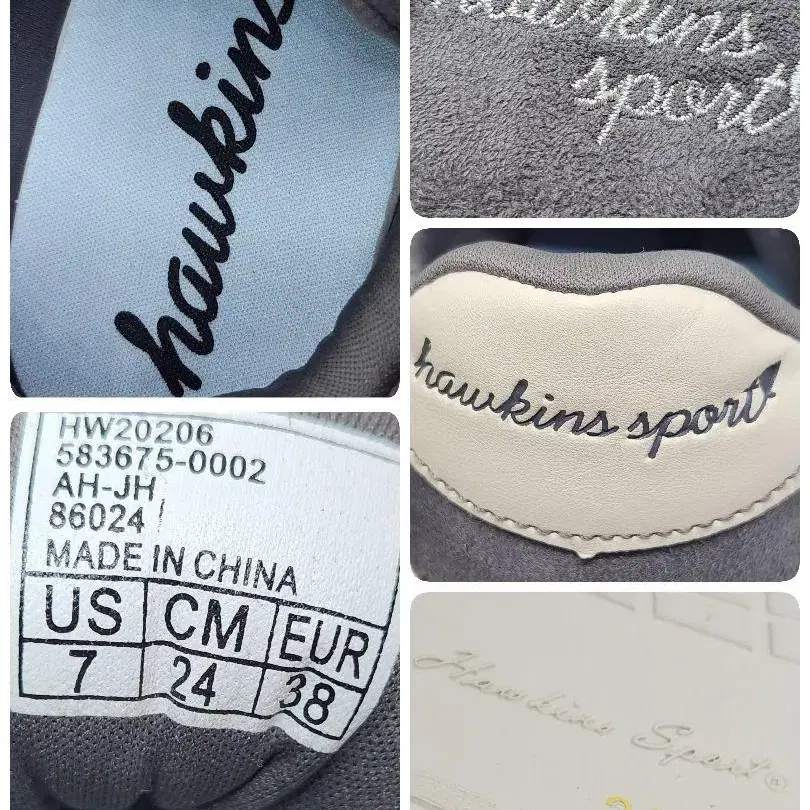 hawkins
hawkins
sport
hawkins sport
HW20206
583675-0002
AH-JH
86024
MADE IN CHINA
US CM EUR
7 24 38
Hawkins Sport®